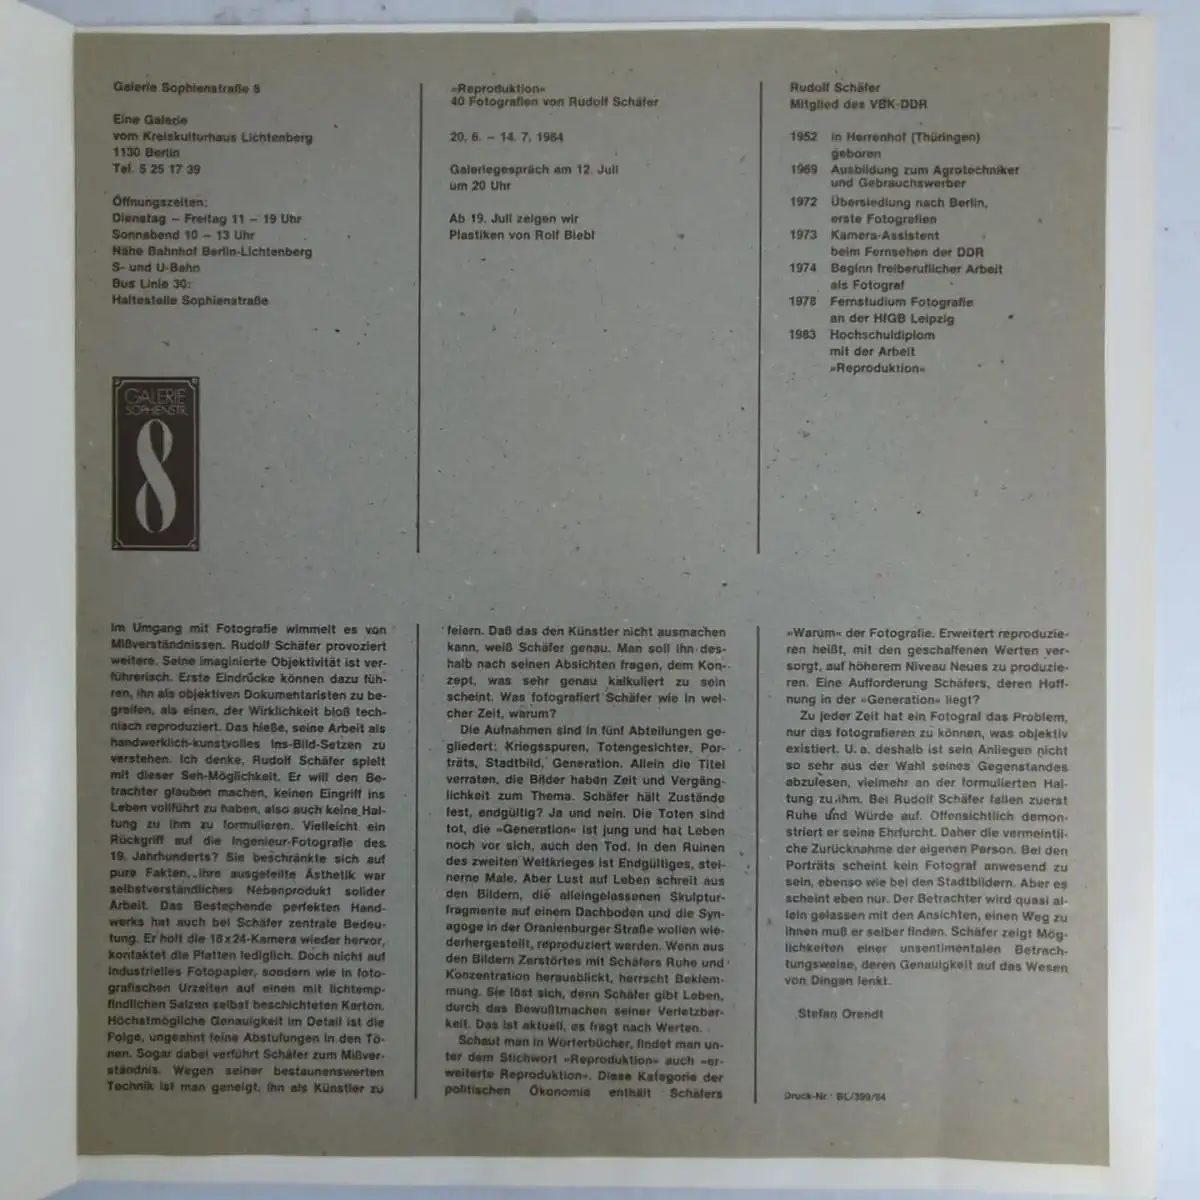 Galerie Sophienstraße 8
Eine Galerie
vom Kreiskulturhaus Lichtenberg
1130 Berlin
Tel. 5 25 17 39
Öffnungszeiten:
Dienstag – Freitag 11 – 19 Uhr
Sonnabend 10 – 13 Uhr
Nähe Bahnhof Berlin-Lichtenberg
S- und U-Bahn
Bus Linie 30:
Haltestelle Sophienstraße
GALERIE
SOPHIENSTR.
8
»Reproduktion«
40 Fotografien von Rudolf Schäfer
20. 6. – 14. 7. 1984
Galeriegespräch am 12. Juli
um 20 Uhr
Ab 19. Juli zeigen wir
Plastiken von Rolf Biebl
Rudolf Schäfer
Mitglied des VBK-DDR
1952 in Herrenhof (Thüringen)
geboren
1969 Ausbildung zum Agrotechniker
und Gebrauchswerber
1972 Übersiedlung nach Berlin,
erste Fotografien
1973 Kamera-Assistent
beim Fernsehen der DDR
1974 Beginn freiberuflicher Arbeit
als Fotograf
1978 Fernstudium Fotografie
an der HfGB Leipzig
1983 Hochschuldiplom
mit der Arbeit
»Reproduktion«
Im Umgang mit Fotografie wimmelt es von
Mißverständnissen. Rudolf Schäfer provoziert
weitere. Seine imaginierte Objektivität ist ver-
führerisch. Erste Eindrücke können dazu füh-
ren, ihn als objektiven Dokumentaristen zu be-
greifen, als einen, der Wirklichkeit bloß tech-
nisch reproduziert. Das hieße, seine Arbeit als
handwerklich-kunstvolles Ins-Bild-Setzen zu
verstehen. Ich denke, Rudolf Schäfer spielt
mit dieser Seh-Möglichkeit. Er will den Be-
trachter glauben machen, keinen Eingriff ins
Leben vollführt zu haben, also auch keine Hal-
tung zu ihm zu formulieren. Vielleicht ein
Rückgriff auf die Ingenieur-Fotografie des
19. Jahrhunderts? Sie beschränkte sich auf
pure Fakten, ihre ausgefeilte Ästhetik war
selbstverständliches Nebenprodukt solider
Arbeit. Das Bestechende perfekten Hand-
werks hat auch bei Schäfer zentrale Bedeu-
tung. Er holt die 18x24-Kamera wieder hervor,
kontaktet die Platten lediglich. Doch nicht auf
industrielles Fotopapier, sondern wie in foto-
grafischen Urzeiten auf einen mit lichtemp-
findlichen Salzen selbst beschichteten Karton.
Höchstmögliche Genauigkeit im Detail ist die
Folge, ungeahnt feine Abstufungen in den Tö-
nen. Sogar dabei verführt Schäfer zum Mißver-
ständnis. Wegen seiner bestaunenswerten
Technik ist man geneigt, ihn als Künstler zu
feiern. Daß das den Künstler nicht ausmachen
kann, weiß Schäfer genau. Man soll ihn des-
halb nach seinen Absichten fragen, dem Kon-
zept, was sehr genau kalkuliert zu sein
scheint. Was fotografiert Schäfer wie in wel-
cher Zeit, warum?
Die Aufnahmen sind in fünf Abteilungen ge-
gliedert: Kriegsspuren, Totengesichter, Por-
träts, Stadtbild, Generation. Allein die Titel
verraten, die Bilder haben Zeit und Vergäng-
lichkeit zum Thema. Schäfer hält Zustände
fest, endgültig? Ja und nein. Die Toten sind
tot, die »Generation« ist jung und hat Leben
noch vor sich, auch den Tod. In den Ruinen
des zweiten Weltkrieges ist Endgültiges, stei-
nerne Male. Aber Lust auf Leben schreit aus
den Bildern, die alleingelassenen Skulptur-
fragmente auf einem Dachboden und die Syn-
agoge in der Oranienburger Straße wollen wie-
derhergestellt, reproduziert werden. Wenn aus
den Bildern Zerstörtes mit Schäfers Ruhe und
Konzentration herausblickt, herrscht Beklem-
mung. Sie löst sich, denn Schäfer gibt Leben,
durch das Bewußtmachen seiner Verletzbar-
keit. Das ist aktuell, es fragt nach Werten.
Schaut man in Wörterbücher, findet man un-
ter dem Stichwort »Reproduktion« auch »er-
weiterte Reproduktion«. Diese Kategorie der
politischen Ökonomie enthält Schäfers
»Warum« der Fotografie. Erweitert reproduzie-
ren heißt, mit den geschaffenen Werten ver-
sorgt, auf höherem Niveau Neues zu produzie-
ren. Eine Aufforderung Schäfers, deren Hoff-
nung in der »Generation« liegt?
Zu jeder Zeit hat ein Fotograf das Problem,
nur das fotografieren zu können, was objektiv
existiert. U. a. deshalb ist sein Anliegen nicht
so sehr aus der Wahl seines Gegenstandes
abzulesen, vielmehr an der formulierten Hal-
tung zu ihm. Bei Rudolf Schäfer fallen zuerst
Ruhe und Würde auf. Offensichtlich demon-
striert er seine Ehrfurcht. Daher die vermeintli-
che Zurücknahme der eigenen Person. Bei den
Porträts scheint kein Fotograf anwesend zu
sein, ebenso wie bei den Stadtbildern. Aber es
scheint eben nur. Der Betrachter wird quasi al-
lein gelassen mit den Ansichten, einen Weg zu
ihnen muß er selber finden. Schäfer zeigt Mög-
lichkeiten einer unsentimentalen Betrach-
tungsweise, deren Genauigkeit auf das Wesen
von Dingen lenkt.
Stefan Orendt
Druck-Nr.: BL/399/84